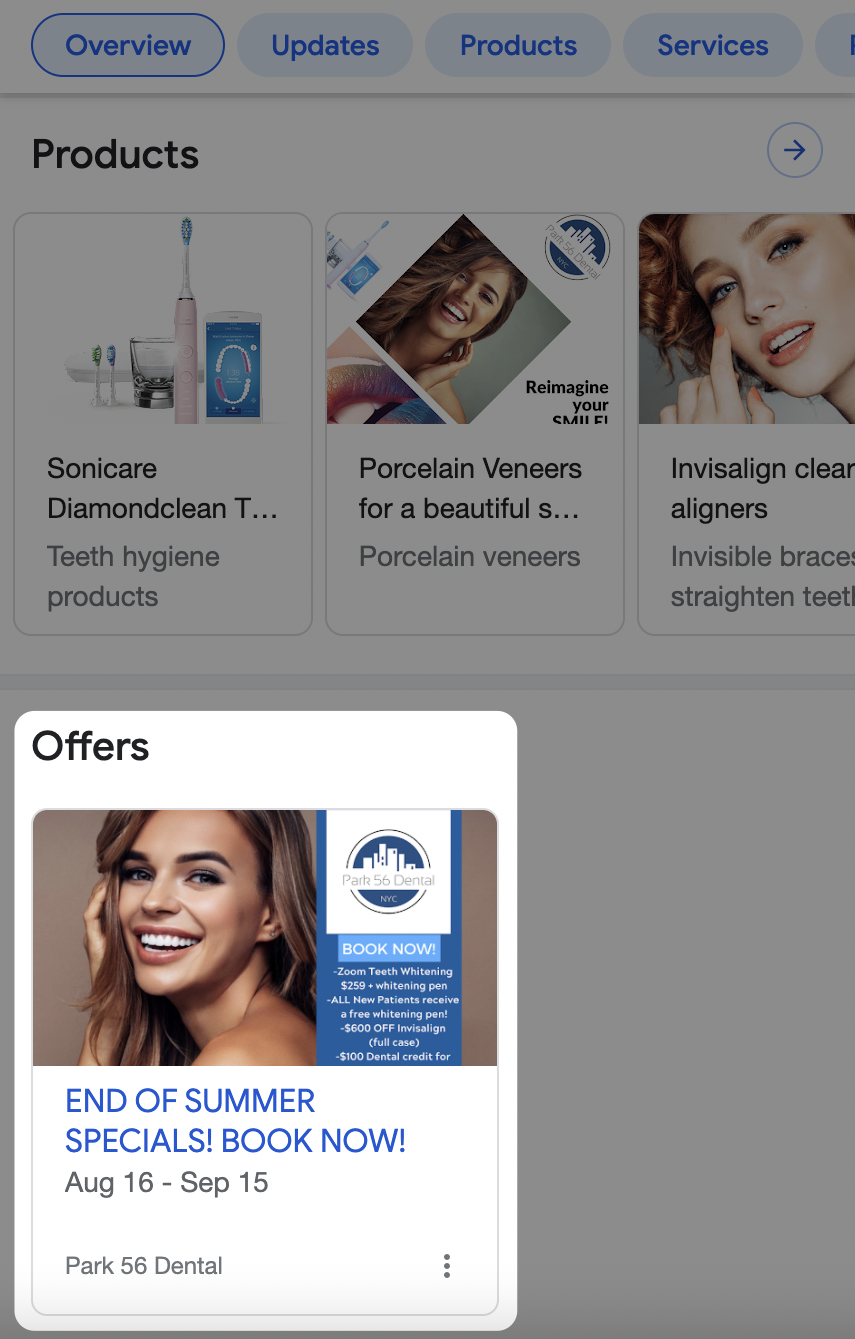 Overview
Updates
Products
Services
Products
Park 56 Dental
NYC
Reimagine
your
SMILE!
Sonicare
Diamondclean T...
Teeth hygiene
products
Porcelain Veneers
for a beautiful s...
Porcelain veneers
Invisalign clear
aligners
Invisible braces
straighten teeth
Offers
Park 56 Dental
NYC
BOOK NOW!
-Zoom Teeth Whitening
$259 + whitening pen
-ALL New Patients receive
a free whitening pen!
-$600 OFF Invisalign
(full case)
-$100 Dental credit for
END OF SUMMER
SPECIALS! BOOK NOW!
Aug 16 - Sep 15
Park 56 Dental